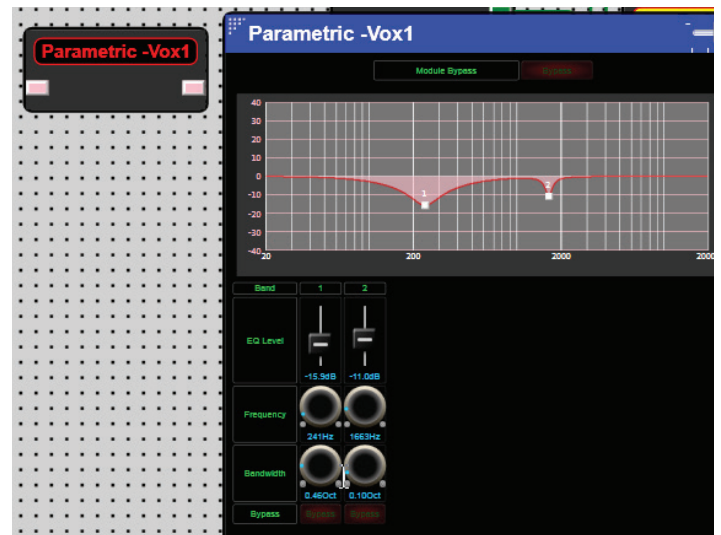 Parametric -Vox1
Parametric -Vox1
Module Bypass Bypass
40
30
20
10
0
-10
-20
-30
-40
1
2
20 200 2000 2000
Band 1 2
EQ Level
-15.9dB -11.0dB
Frequency
241Hz 1663Hz
Bandwidth
0.46Oct 0.10Oct
Bypass Bypass Bypass